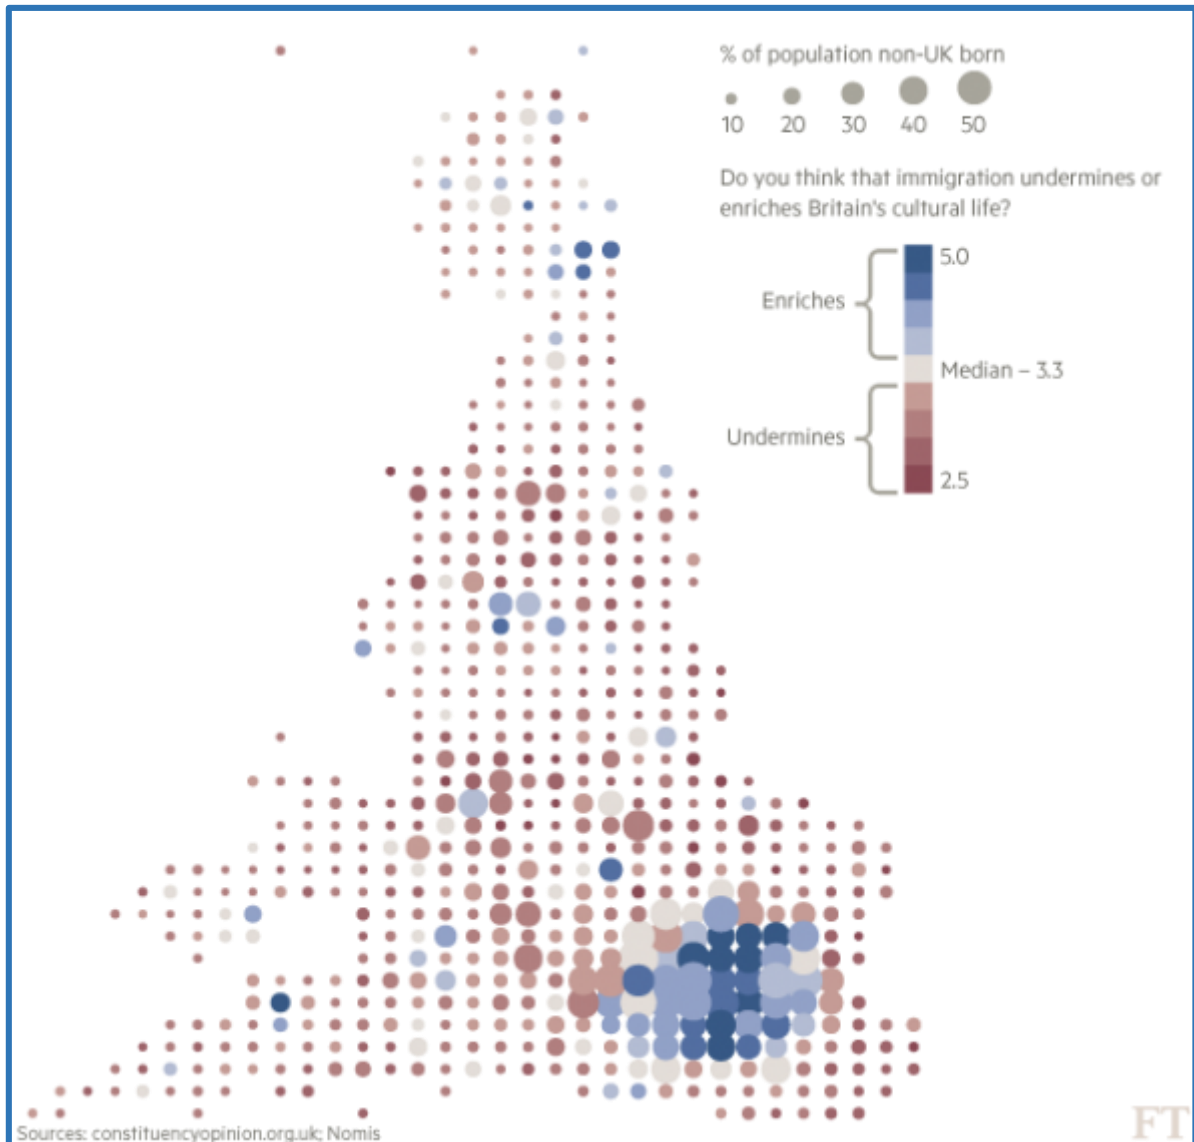 % of population non-UK born
10 20 30 40 50
Do you think that immigration undermines or
enriches Britain's cultural life?
5.0
Enriches
Median – 3.3
Undermines
2.5
Sources: constituencyopinion.org.uk; Nomis
FT